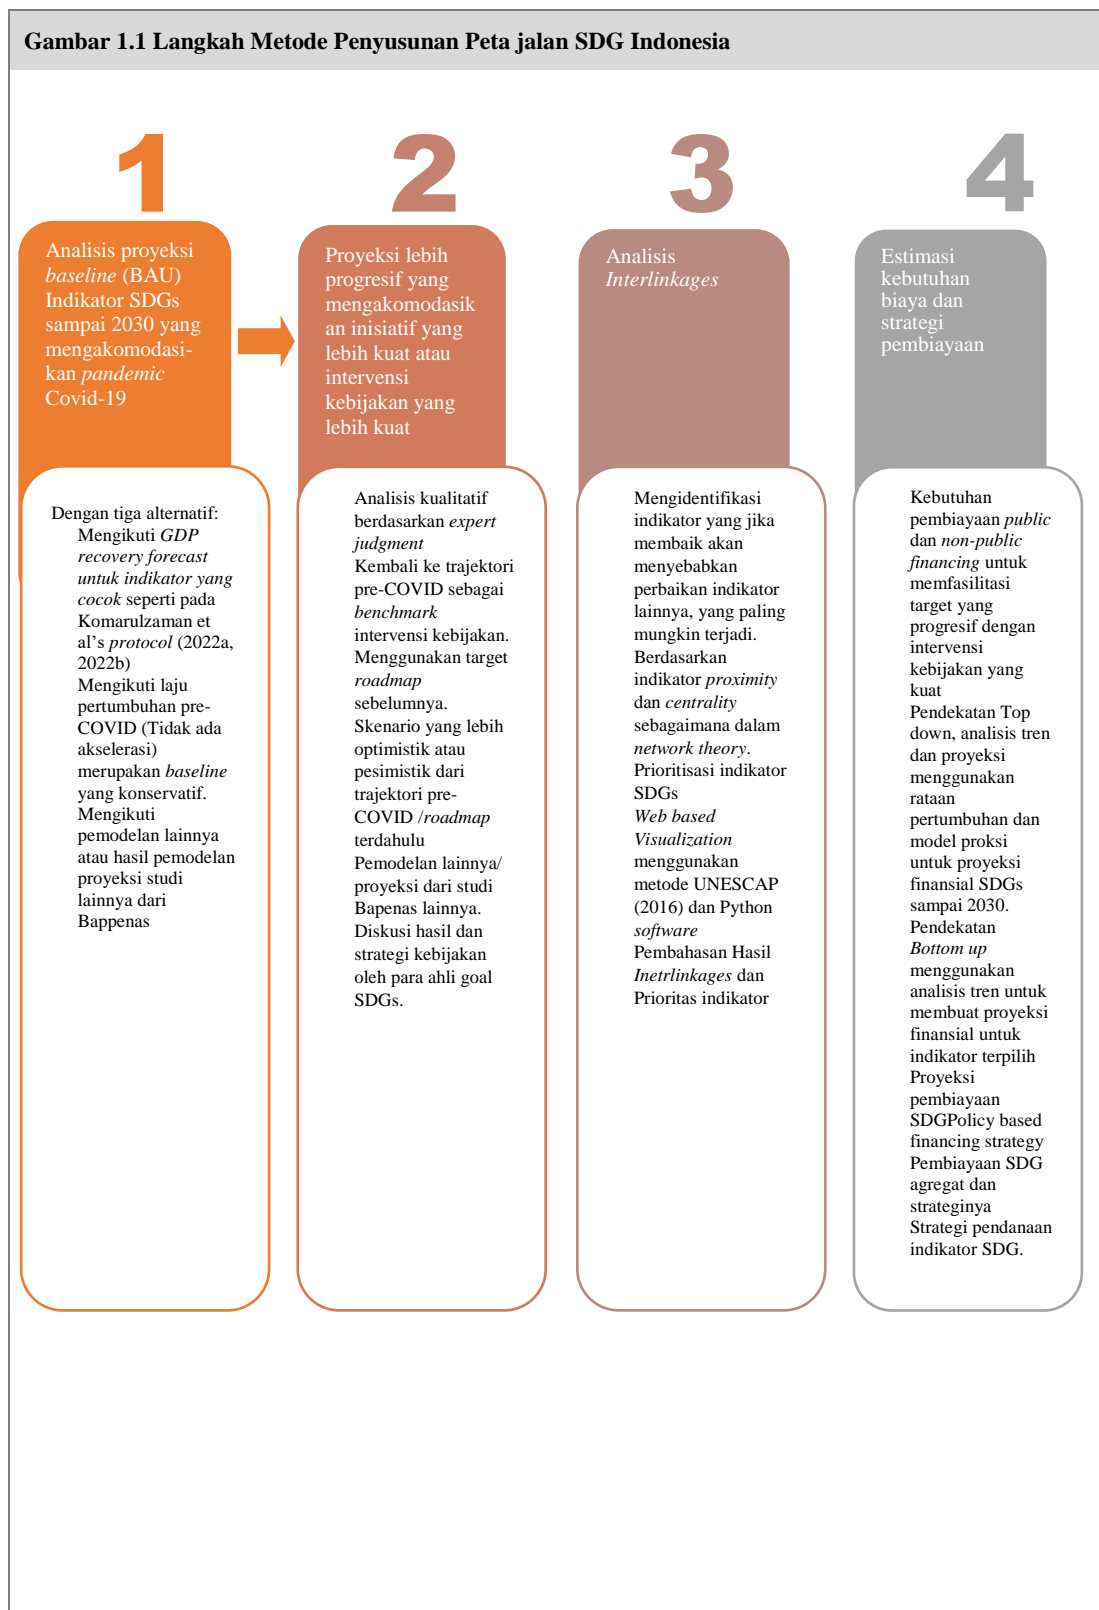 Gambar 1.1 Langkah Metode Penyusunan Peta jalan SDG Indonesia
1
Analisis proyeksi
baseline (BAU)
Indikator SDGs
sampai 2030 yang
mengakomodasi-
kan pandemic
Covid-19
Dengan tiga alternatif:
Mengikuti GDP
recovery forecast
untuk indikator yang
cocok seperti pada
Komarulzaman et
al’s protocol (2022a,
2022b)
Mengikuti laju
pertumbuhan pre-
COVID (Tidak ada
akselerasi)
merupakan baseline
yang konservatif.
Mengikuti
pemodelan lainnya
atau hasil pemodelan
proyeksi studi
lainnya dari
Bappenas
2
Proyeksi lebih
progresif yang
mengakomodasik
an inisiatif yang
lebih kuat atau
intervensi
kebijakan yang
lebih kuat
Analisis kualitatif
berdasarkan expert
judgment
Kembali ke trajektori
pre-COVID sebagai
benchmark
intervensi kebijakan.
Menggunakan target
roadmap
sebelumnya.
Skenario yang lebih
optimistik atau
pesimistik dari
trajektori pre-
COVID /roadmap
terdahulu
Pemodelan lainnya/
proyeksi dari studi
Bapenas lainnya.
Diskusi hasil dan
strategi kebijakan
oleh para ahli goal
SDGs.
3
Analisis
Interlinkages
Mengidentifikasi
indikator yang jika
membaik akan
menyebabkan
perbaikan indikator
lainnya, yang paling
mungkin terjadi.
Berdasarkan
indikator proximity
dan centrality
sebagaimana dalam
network theory.
Prioritisasi indikator
SDGs
Web based
Visualization
menggunakan
metode UNESCAP
(2016) dan Python
software
Pembahasan Hasil
Inetrlinkages dan
Prioritas indikator
4
Estimasi
kebutuhan
biaya dan
strategi
pembiayaan
Kebutuhan
pembiayaan public
dan non-public
financing untuk
memfasilitasi
target yang
progresif dengan
intervensi
kebijakan yang
kuat
Pendekatan Top
down, analisis tren
dan proyeksi
menggunakan
rataan
pertumbuhan dan
model proksi
untuk proyeksi
finansial SDGs
sampai 2030.
Pendekatan
Bottom up
menggunakan
analisis tren untuk
membuat proyeksi
finansial untuk
indikator terpilih
Proyeksi
pembiayaan
SDGPolicy based
financing strategy
Pembiayaan SDG
agregat dan
strateginya
Strategi pendanaan
indikator SDG.